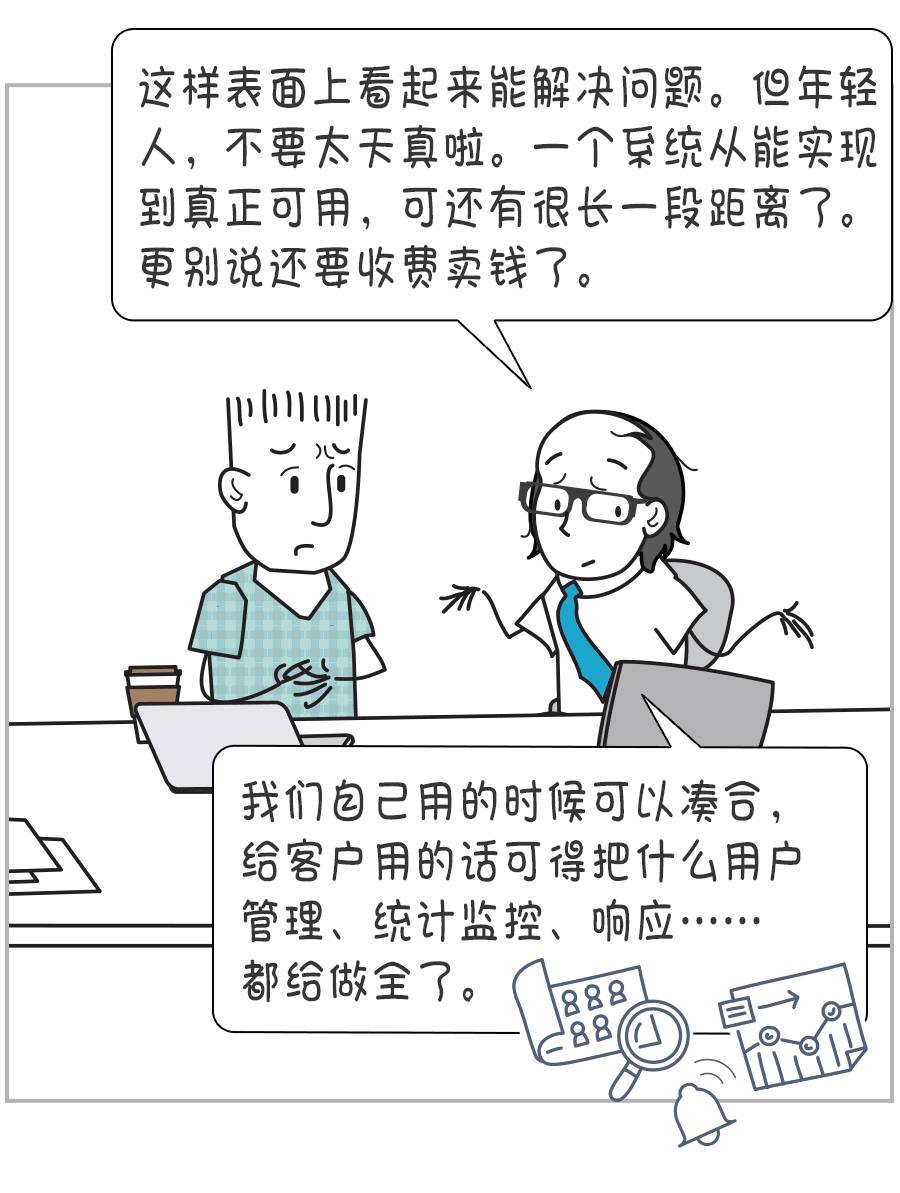 这样表面上看起来能解决问题。但年轻
人，不要太天真啦。一个系统从能实现
到真正可用，可还有很长一段距离了。
更别说还要收费卖钱了。
我们自己用的时候可以凑合，
给客户用的话可得把什么用户
管理、统计监控、响应……
都给做全了。